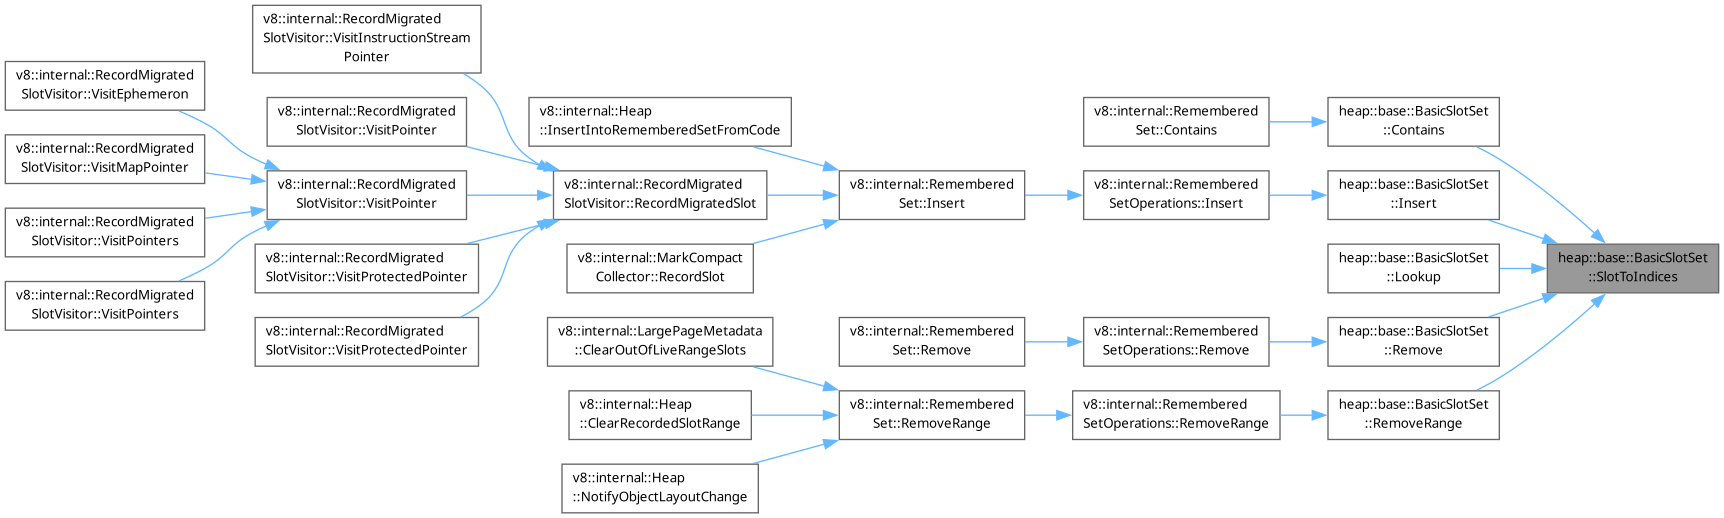 v8::internal::RecordMigrated
SlotVisitor::VisitEphemeron
v8::internal::RecordMigrated
SlotVisitor::VisitMapPointer
v8::internal::RecordMigrated
SlotVisitor::VisitPointers
v8::internal::RecordMigrated
SlotVisitor::VisitPointers
v8::internal::RecordMigrated
SlotVisitor::VisitInstructionStream
Pointer
v8::internal::RecordMigrated
SlotVisitor::VisitPointer
v8::internal::RecordMigrated
SlotVisitor::VisitPointer
v8::internal::RecordMigrated
SlotVisitor::VisitProtectedPointer
v8::internal::RecordMigrated
SlotVisitor::VisitProtectedPointer
v8::internal::Heap
::InsertIntoRememberedSetFromCode
v8::internal::RecordMigrated
SlotVisitor::RecordMigratedSlot
v8::internal::MarkCompact
Collector::RecordSlot
v8::internal::LargePageMetadata
::ClearOutOfLiveRangeSlots
v8::internal::Heap
::ClearRecordedSlotRange
v8::internal::Heap
::NotifyObjectLayoutChange
v8::internal::Remembered
Set::Insert
v8::internal::Remembered
Set::Remove
v8::internal::Remembered
Set::RemoveRange
v8::internal::Remembered
Set::Contains
v8::internal::Remembered
SetOperations::Insert
v8::internal::Remembered
SetOperations::Remove
v8::internal::Remembered
SetOperations::RemoveRange
heap::base::BasicSlotSet
::Contains
heap::base::BasicSlotSet
::Insert
heap::base::BasicSlotSet
::Lookup
heap::base::BasicSlotSet
::Remove
heap::base::BasicSlotSet
::RemoveRange
heap::base::BasicSlotSet
::SlotToIndices